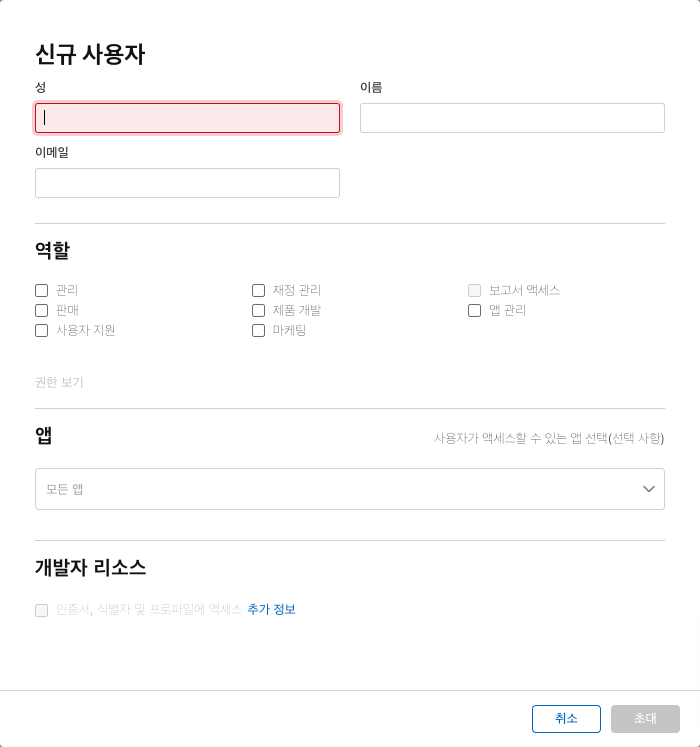 신규 사용자
성 이름
이메일
역할
관리 재정 관리 보고서 액세스
판매 제품 개발 앱 관리
사용자 지원 마케팅
권한 보기
앱 사용자가 액세스할 수 있는 앱 선택(선택 사항)
모든 앱
개발자 리소스
인증서, 식별자 및 프로파일에 액세스 추가 정보
취소 초대